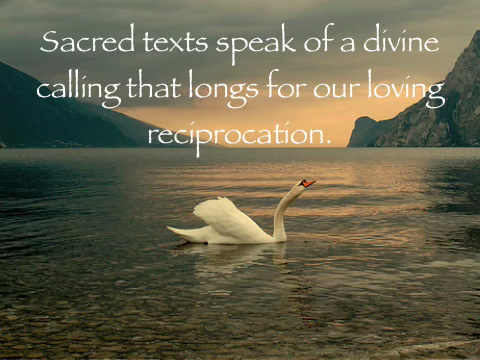 Sacred texts speak of a divine
calling that longs for our loving
reciprocation.